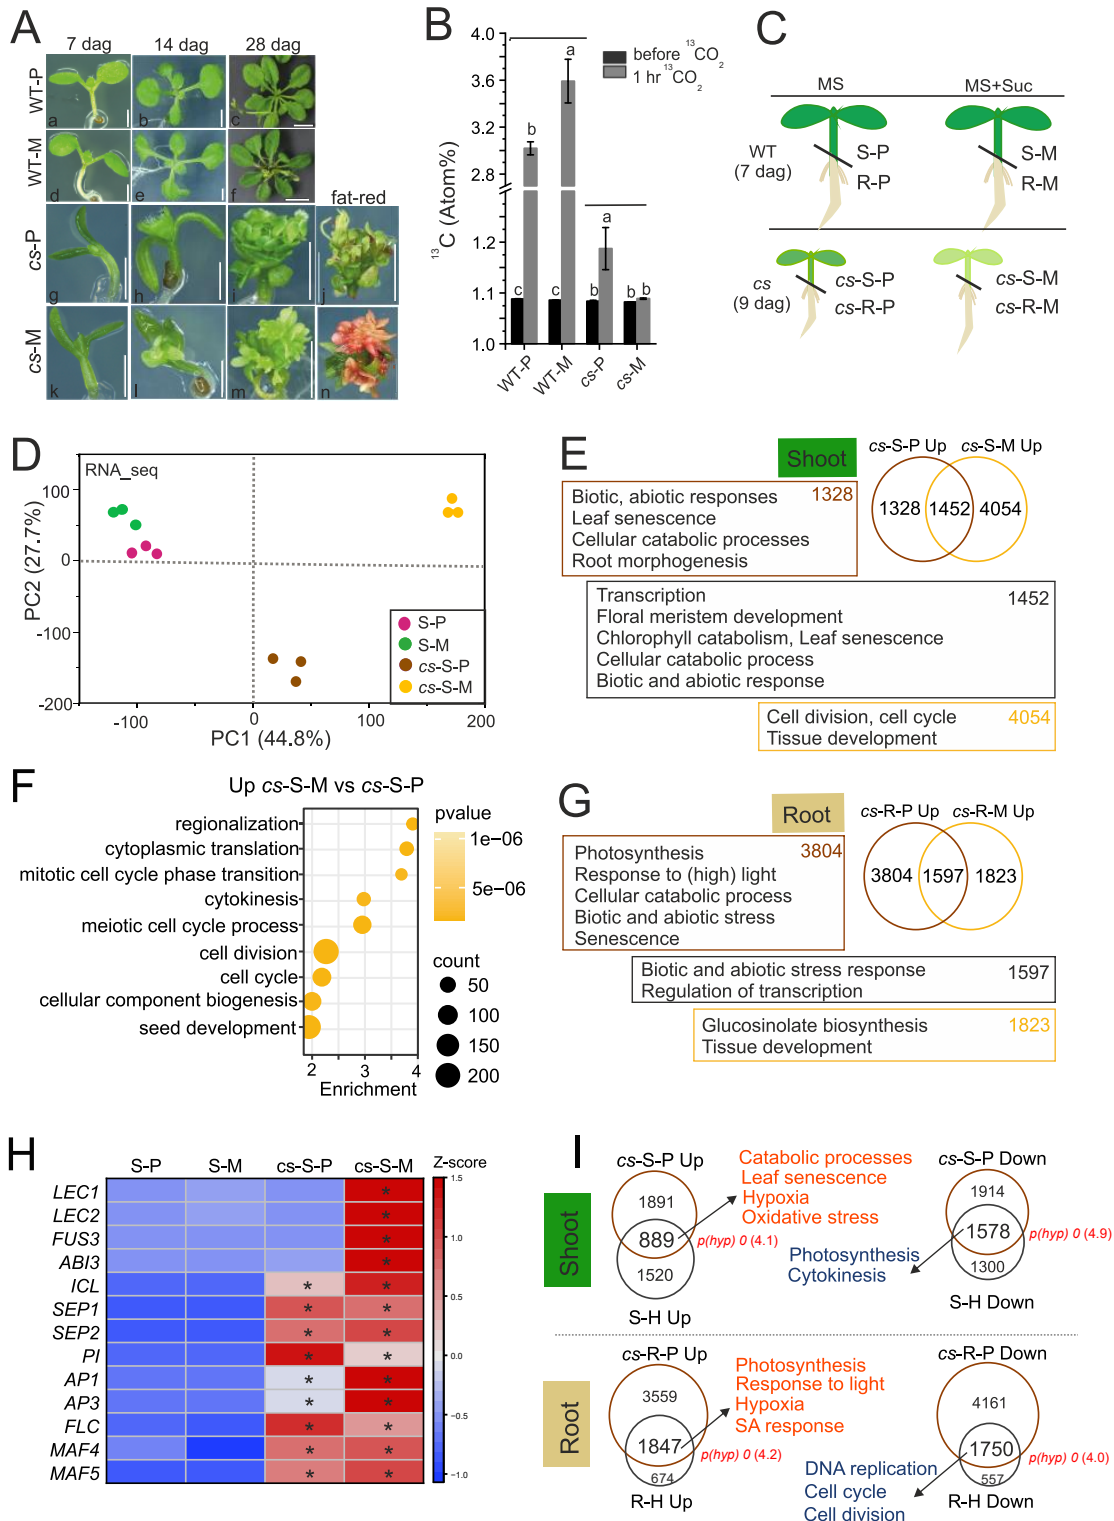 A
7 dag
14 dag
28 dag
WT-P
WT-M
cs-P
cs-M
fat-red
a
b
c
d
e
f
g
h
i
j
k
l
m
n
B
before ¹³CO₂
1 hr ¹³CO₂
¹³C (Atom%)
4.0
3.6
3.2
2.8
1.2
1.1
1.0
c
b
c
a
b
a
b
b
WT-P
WT-M
cs-P
cs-M
C
MS
MS+Suc
WT
(7 dag)
S-P
R-P
S-M
R-M
cs
(9 dag)
cs-S-P
cs-R-P
cs-S-M
cs-R-M
D
RNA_seq
PC2 (27.7%)
100
0
-100
-200
-100
0
100
200
PC1 (44.8%)
S-P
S-M
cs-S-P
cs-S-M
E
Shoot
cs-S-P Up
cs-S-M Up
1328
1452
4054
Biotic, abiotic responses 1328
Leaf senescence
Cellular catabolic processes
Root morphogenesis
Transcription 1452
Floral meristem development
Chlorophyll catabolism, Leaf senescence
Cellular catabolic process
Biotic and abiotic response
Cell division, cell cycle 4054
Tissue development
F
Up cs-S-M vs cs-S-P
regionalization
cytoplasmic translation
mitotic cell cycle phase transition
cytokinesis
meiotic cell cycle process
cell division
cell cycle
cellular component biogenesis
seed development
2
3
4
Enrichment
pvalue
1e-06
5e-06
count
50
100
150
200
G
Root
cs-R-P Up
cs-R-M Up
3804
1597
1823
Photosynthesis 3804
Response to (high) light
Cellular catabolic process
Biotic and abiotic stress
Senescence
Biotic and abiotic stress response 1597
Regulation of transcription
Glucosinolate biosynthesis 1823
Tissue development
H
S-P
S-M
cs-S-P
cs-S-M
Z-score
LEC1 *
LEC2 *
FUS3 *
ABI3 *
ICL * *
SEP1 * *
SEP2 * *
PI * *
AP1 * *
AP3 * *
FLC * *
MAF4 * *
MAF5 * *
1.5
1.0
0.5
0.0
-0.5
-1.0
I
Shoot
cs-S-P Up
1891
889
1520
S-H Up
Catabolic processes
Leaf senescence
Hypoxia
Oxidative stress
p(hyp) 0 (4.1)
cs-S-P Down
1914
1578
1300
S-H Down
Photosynthesis
Cytokinesis
p(hyp) 0 (4.9)
Root
cs-R-P Up
3559
1847
674
R-H Up
Photosynthesis
Response to light
Hypoxia
SA response
p(hyp) 0 (4.2)
cs-R-P Down
4161
1750
557
R-H Down
DNA replication
Cell cycle
Cell division
p(hyp) 0 (4.0)